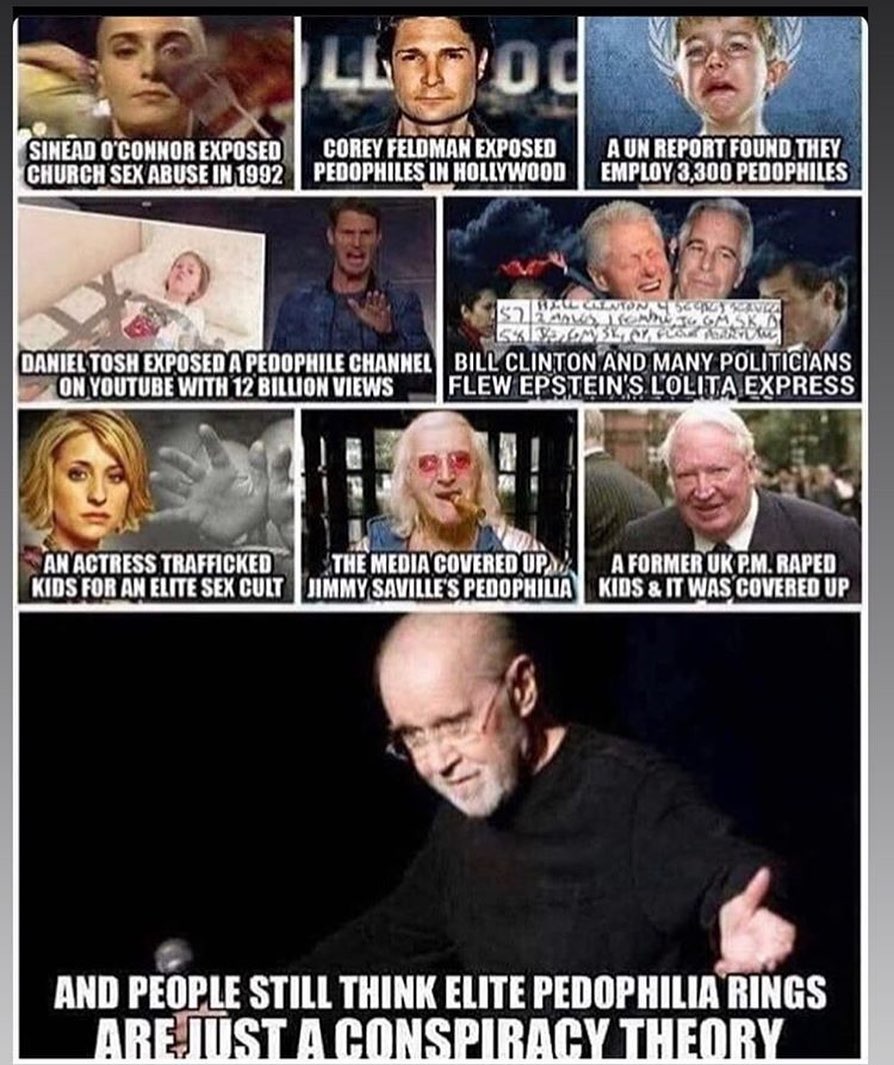 SINEAD O'CONNOR EXPOSED
CHURCH SEX ABUSE IN 1992
COREY FELDMAN EXPOSED
PEDOPHILES IN HOLLYWOOD
A UN REPORT FOUND THEY
EMPLOY 3,300 PEDOPHILES
DANIEL TOSH EXPOSED A PEDOPHILE CHANNEL
ON YOUTUBE WITH 12 BILLION VIEWS
57
BILL CLINTON AND MANY POLITICIANS
FLEW EPSTEIN'S LOLITA EXPRESS
AN ACTRESS TRAFFICKED
KIDS FOR AN ELITE SEX CULT
THE MEDIA COVERED UP
JIMMY SAVILLE'S PEDOPHILIA
A FORMER UK P.M. RAPED
KIDS & IT WAS COVERED UP
AND PEOPLE STILL THINK ELITE PEDOPHILIA RINGS
ARE JUST A CONSPIRACY THEORY